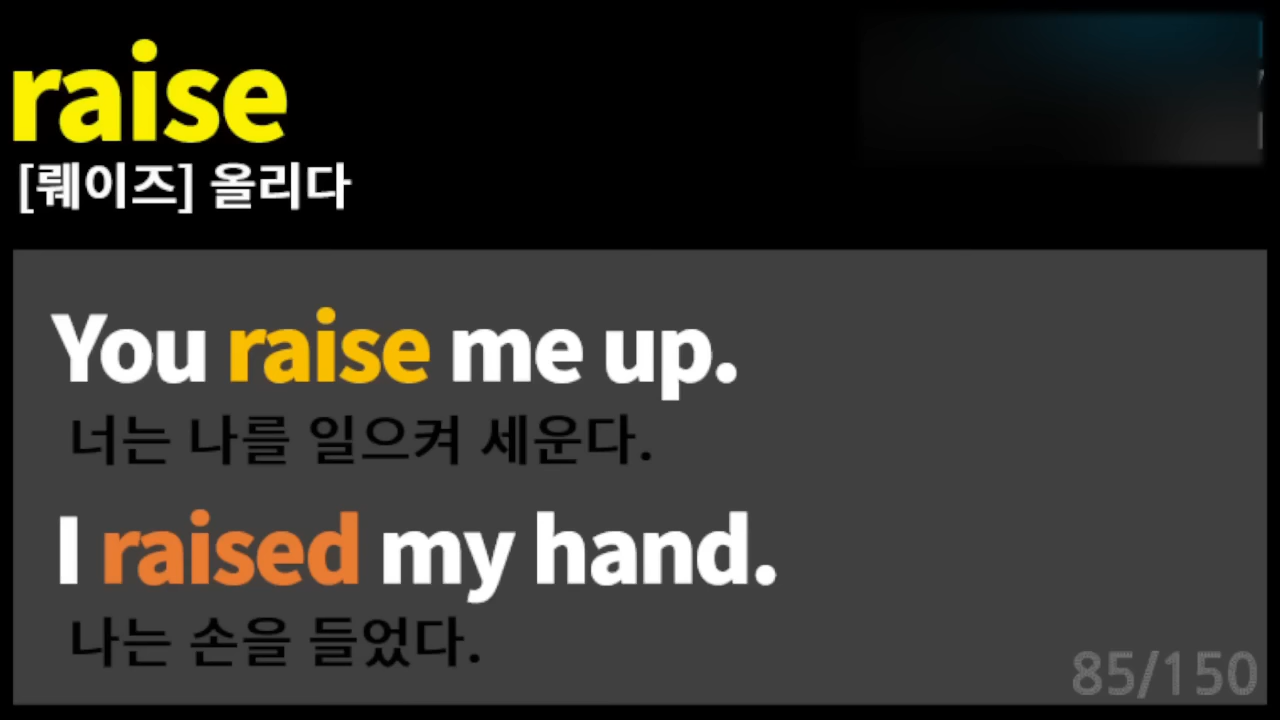 raise
[뤠이즈] 올리다
You raise me up.
너는 나를 일으켜 세운다.
I raised my hand.
나는 손을 들었다.
85/150